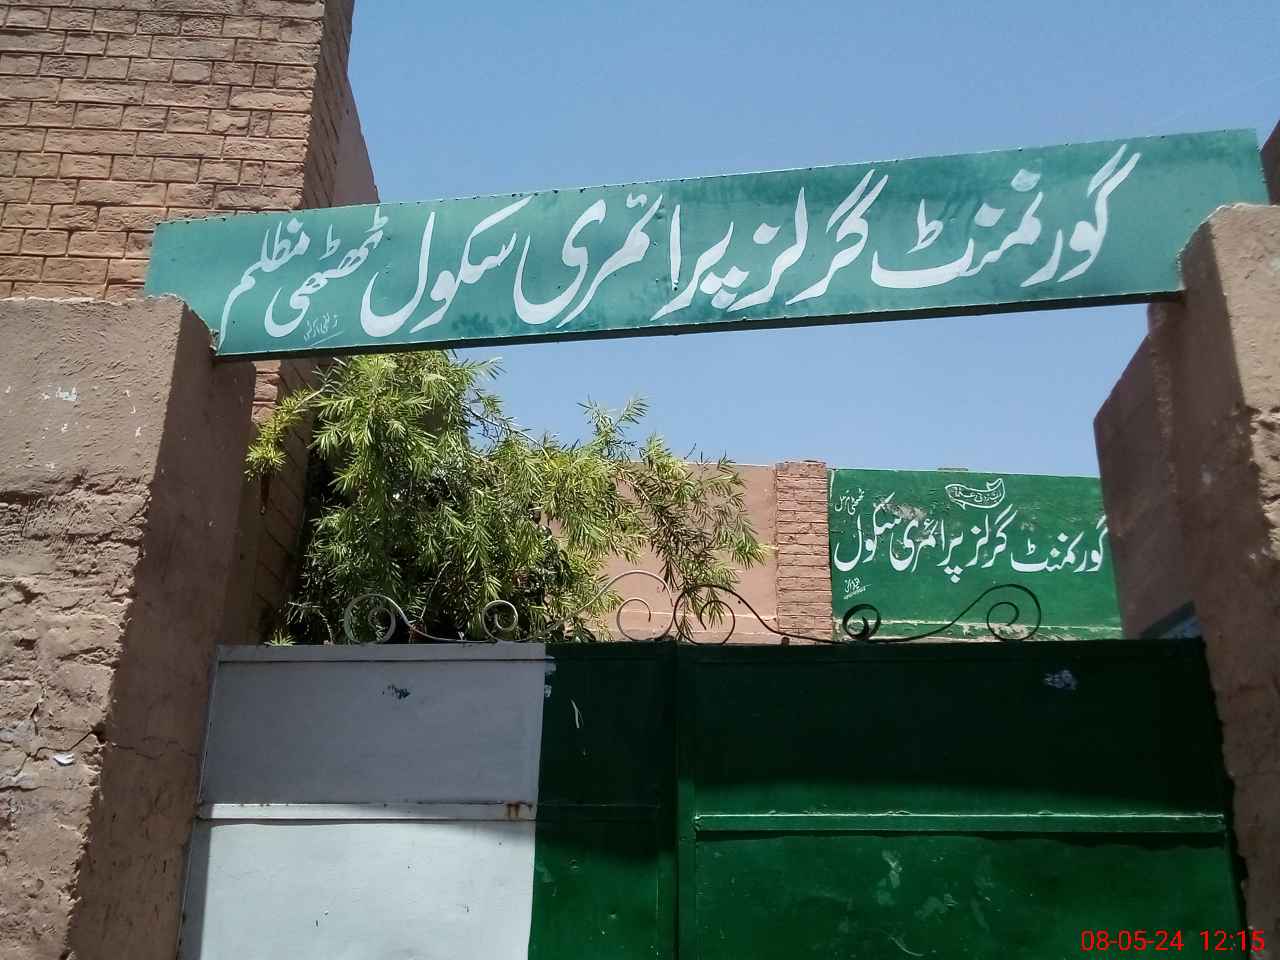 گورنمنٹ گرلز پرائمری سکول ٹھٹھی مظلم
گورنمنٹ گرلز پرائمری سکول
08-05-24 12:15